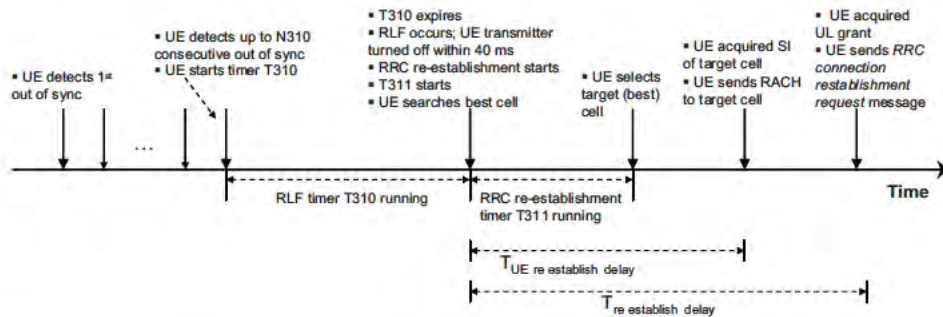 ▪ UE detects 1st
out of sync
▪ UE detects up to N310
consecutive out of sync
▪ UE starts timer T310
▪ T310 expires
▪ RLF occurs; UE transmitter
turned off within 40 ms
▪ RRC re-establishment starts
▪ T311 starts
▪ UE searches best cell
▪ UE selects
target (best)
cell
▪ UE acquired SI
of target cell
▪ UE sends RACH
to target cell
▪ UE acquired
UL grant
▪ UE sends RRC
connection
restablishment
request message
...
Time
RLF timer T310 running
RRC re-establishment
timer T311 running
TUE re establish delay
Tre establish delay